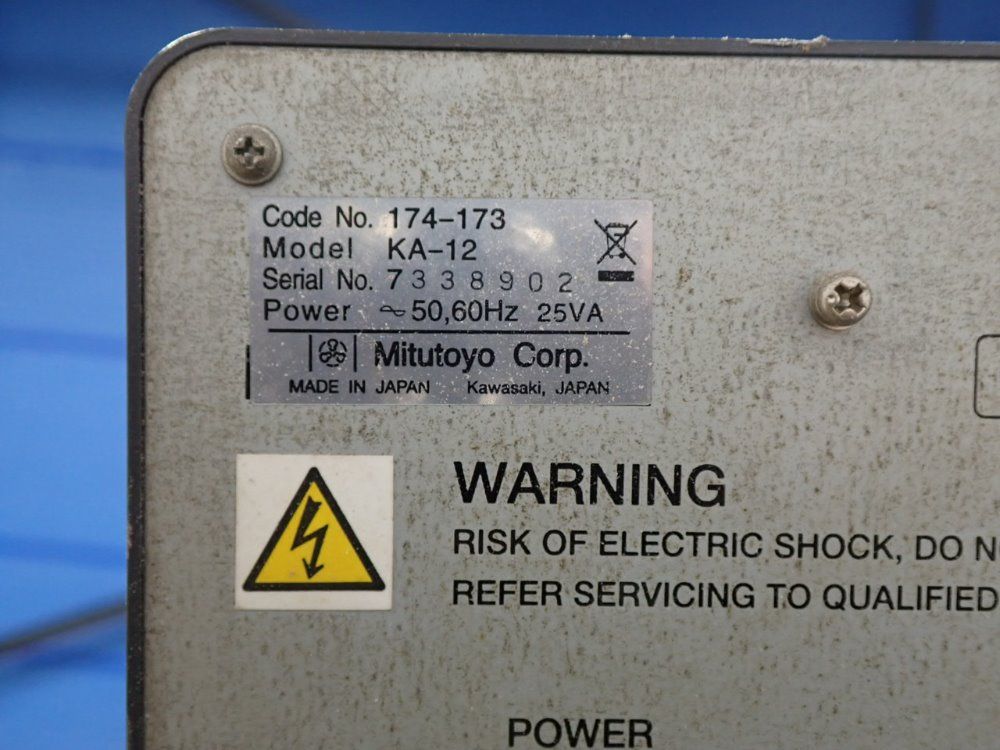 Code No. 174-173
Model KA-12
Serial No. 7338902
Power ~ 50,60Hz 25VA
Mitutoyo Corp.
MADE IN JAPAN Kawasaki, JAPAN
WARNING
RISK OF ELECTRIC SHOCK, DO
REFER SERVICING TO QUALIFIED
POWER